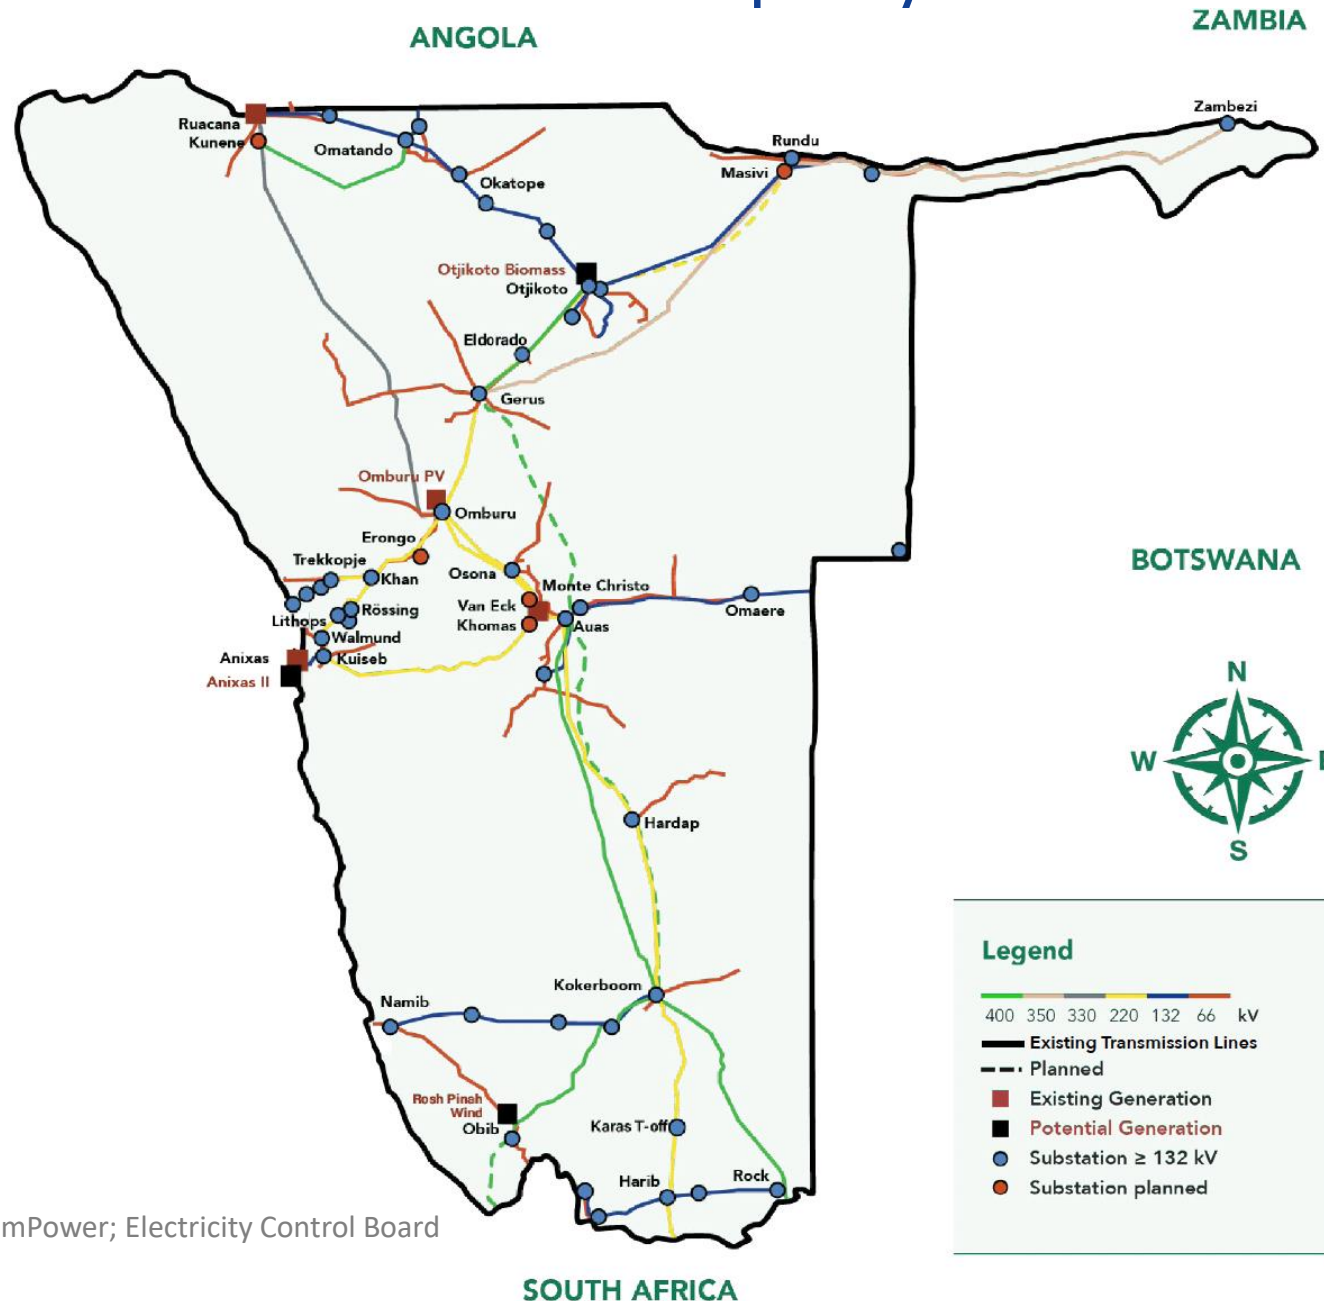 ANGOLA
ZAMBIA
Zambezi
Ruacana
Kunene
Omatando
Rundu
Masivi
Okatope
Otjikoto Biomass
Otjikoto
Eldorado
Gerus
Omburu PV
Omburu
Erongo
Trekkopje
Khan
Osona
Monte Christo
BOTSWANA
Van Eck
Khomas
Auas
Omaere
Lithops
Rössing
Walmund
Kuiseb
Anixas
Anixas II
N
W
S
Hardap
Kokerboom
Namib
Legend
400 350 330 220 132 66 kV
Existing Transmission Lines
Planned
Existing Generation
Potential Generation
Substation ≥ 132 kV
Substation planned
Rosh Pinah
Wind
Obib
Karas T-off
Harib
Rock
mPower; Electricity Control Board
SOUTH AFRICA